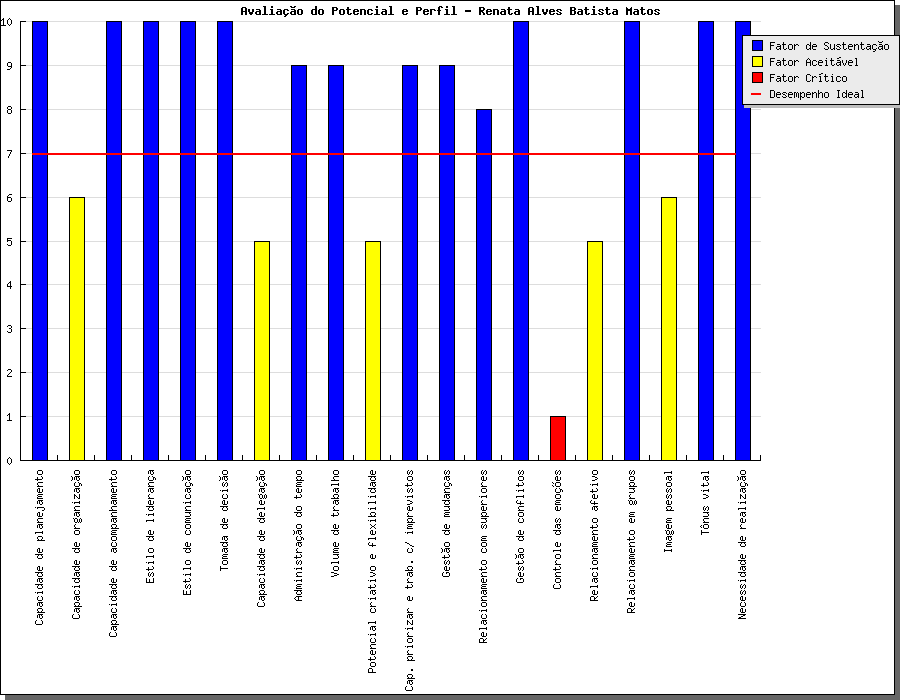 Avaliação do Potencial e Perfil - Renata Alves Batista Matos
10
9
8
7
6
5
4
3
2
1
0
Fator de Sustentação
Fator Aceitável
Fator Crítico
Desempenho Ideal
Capacidade de planejamento
Capacidade de organização
Capacidade de acompanhamento
Estilo de liderança
Estilo de comunicação
Tomada de decisão
Capacidade de delegação
Administração do tempo
Volume de trabalho
Potencial criativo e flexibilidade
Cap. priorizar e trab. c/ imprevistos
Gestão de mudanças
Relacionamento com superiores
Gestão de conflitos
Controle das emoções
Relacionamento afetivo
Relacionamento em grupos
Imagem pessoal
Tônus vital
Necessidade de realização